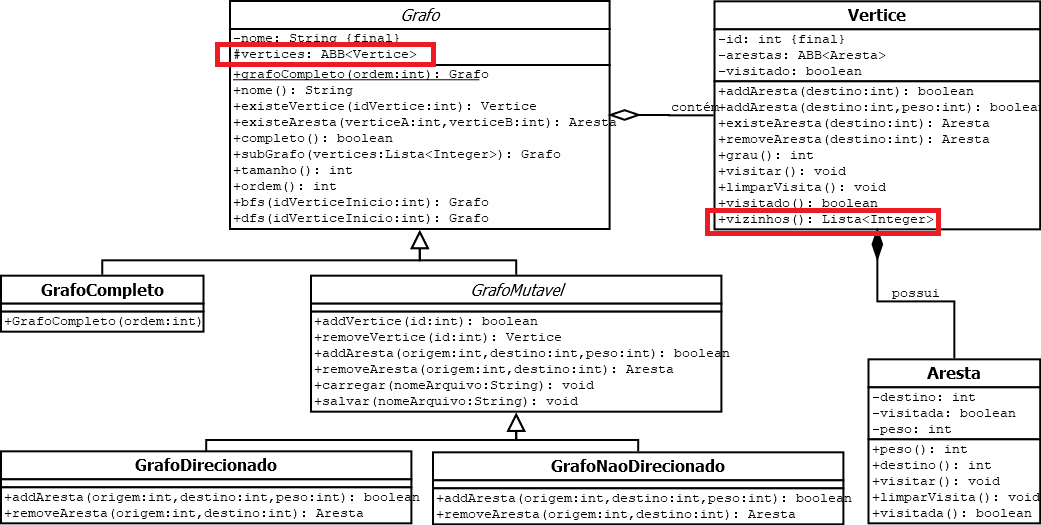 Grafo
-nome: String {final}
#vertices: ABB<Vertice>
+grafoCompleto(ordem:int): Grafo
+nome(): String
+existeVertice(idVertice:int): Vertice
+existeAresta(verticeA:int,verticeB:int): Aresta
+completo(): boolean
+subGrafo(vertices:Lista<Integer>): Grafo
+tamanho(): int
+ordem(): int
+bfs(idVerticeInicio:int): Grafo
+dfs(idVerticeInicio:int): Grafo
contém
Vertice
-id: int {final}
-arestas: ABB<Aresta>
-visitado: boolean
+addAresta(destino:int): boolean
+addAresta(destino:int,peso:int): boolean
+existeAresta(destino:int): Aresta
+removeAresta(destino:int): Aresta
+grau(): int
+visitar(): void
+limparVisita(): void
+visitado(): boolean
+vizinhos(): Lista<Integer>
possui
GrafoCompleto
+GrafoCompleto(ordem:int)
GrafoMutavel
+addVertice(id:int): boolean
+removeVertice(id:int): Vertice
+addAresta(origem:int,destino:int,peso:int): boolean
+removeAresta(origem:int,destino:int): Aresta
+carregar(nomeArquivo:String): void
+salvar(nomeArquivo:String): void
Aresta
-destino: int
-visitada: boolean
-peso: int
+peso(): int
+destino(): int
+visitar(): void
+limparVisita(): void
+visitada(): boolean
GrafoDirecionado
+addAresta(origem:int,destino:int,peso:int): boolean
+removeAresta(origem:int,destino:int): Aresta
GrafoNaoDirecionado
+addAresta(origem:int,destino:int,peso:int): boolean
+removeAresta(origem:int,destino:int): Aresta